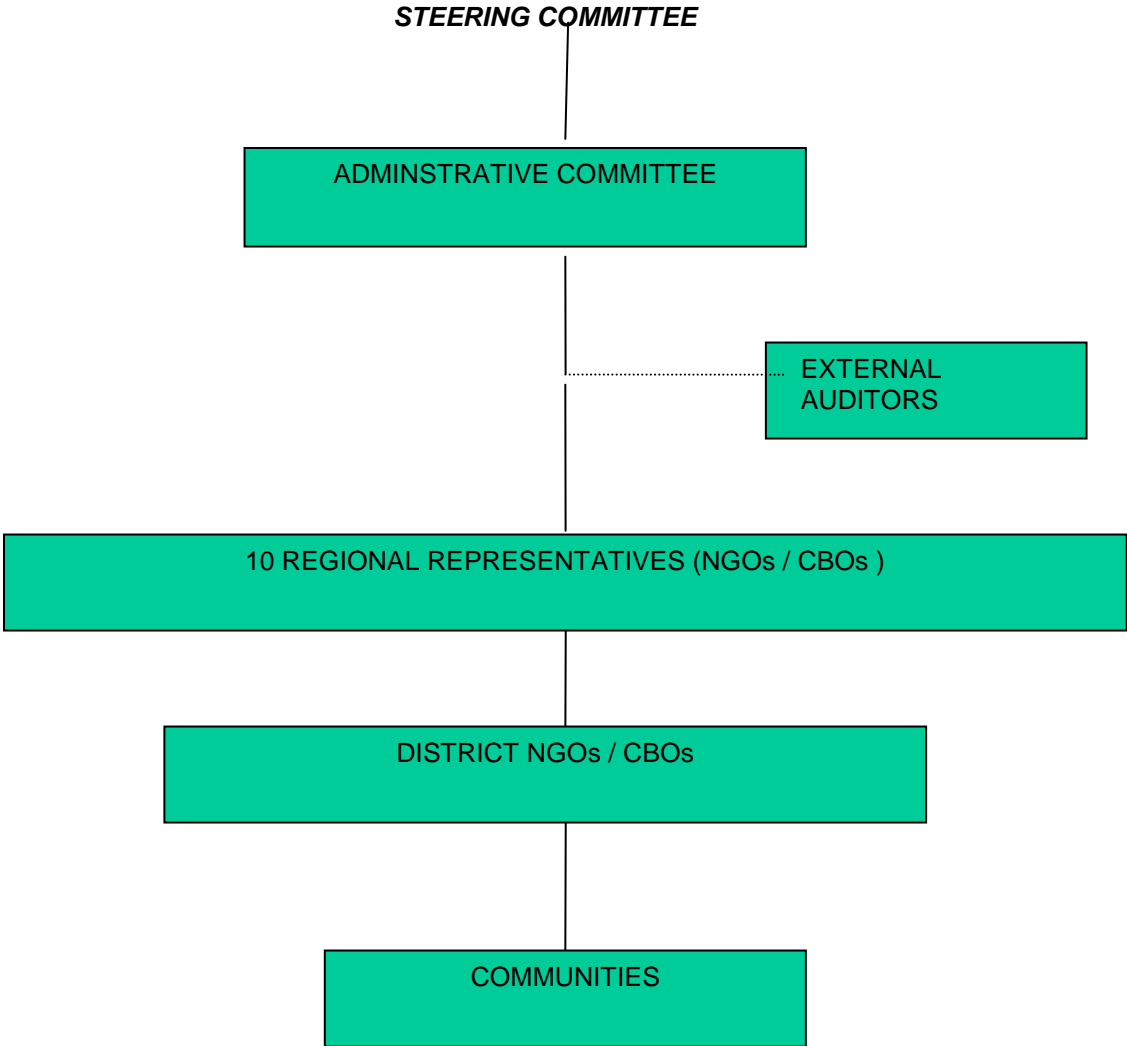 STEERING COMMITTEE
ADMINSTRATIVE COMMITTEE
EXTERNAL
AUDITORS
10 REGIONAL REPRESENTATIVES (NGOs / CBOs )
DISTRICT NGOs / CBOs
COMMUNITIES